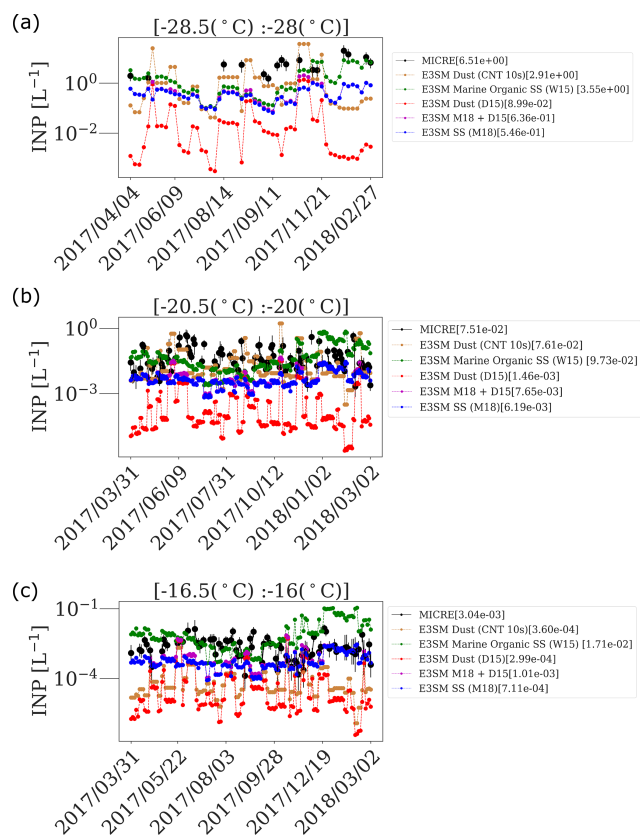 (a)
[-28.5(°C) :-28(°C)]
INP [L⁻¹]
10⁰
10⁻²
2017/04/04
2017/06/09
2017/08/14
2017/09/11
2017/11/21
2018/02/27
MICRE[6.51e+00]
E3SM Dust (CNT 10s)[2.91e+00]
E3SM Marine Organic SS (W15) [3.55e+00]
E3SM Dust (D15)[8.99e-02]
E3SM M18 + D15[6.36e-01]
E3SM SS (M18)[5.46e-01]
(b)
[-20.5(°C) :-20(°C)]
INP [L⁻¹]
10⁰
10⁻³
2017/03/31
2017/06/09
2017/07/31
2017/10/12
2018/01/02
2018/03/02
MICRE[7.51e-02]
E3SM Dust (CNT 10s)[7.61e-02]
E3SM Marine Organic SS (W15) [9.73e-02]
E3SM Dust (D15)[1.46e-03]
E3SM M18 + D15[7.65e-03]
E3SM SS (M18)[6.19e-03]
(c)
[-16.5(°C) :-16(°C)]
INP [L⁻¹]
10⁻¹
10⁻⁴
2017/03/31
2017/05/22
2017/08/03
2017/09/28
2017/12/19
2018/03/02
MICRE[3.04e-03]
E3SM Dust (CNT 10s)[3.60e-04]
E3SM Marine Organic SS (W15) [1.71e-02]
E3SM Dust (D15)[2.99e-04]
E3SM M18 + D15[1.01e-03]
E3SM SS (M18)[7.11e-04]